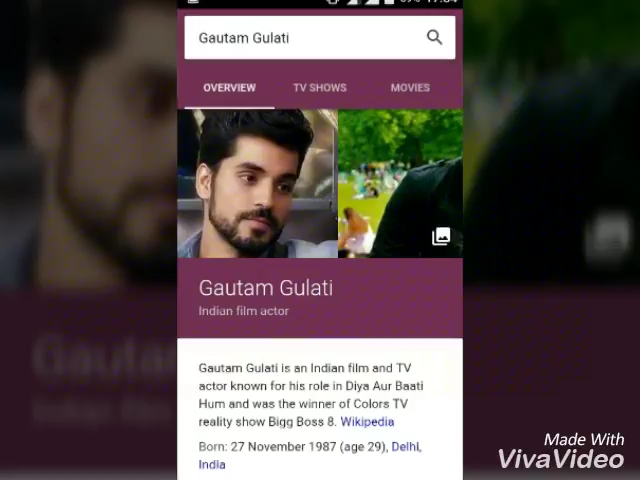 Gautam Gulati
OVERVIEW TV SHOWS MOVIES
Gautam Gulati
Indian film actor
Gautam Gulati is an Indian film and TV
actor known for his role in Diya Aur Baati
Hum and was the winner of Colors TV
reality show Bigg Boss 8. Wikipedia
Born: 27 November 1987 (age 29), Delhi,
India
Made With
VivaVideo